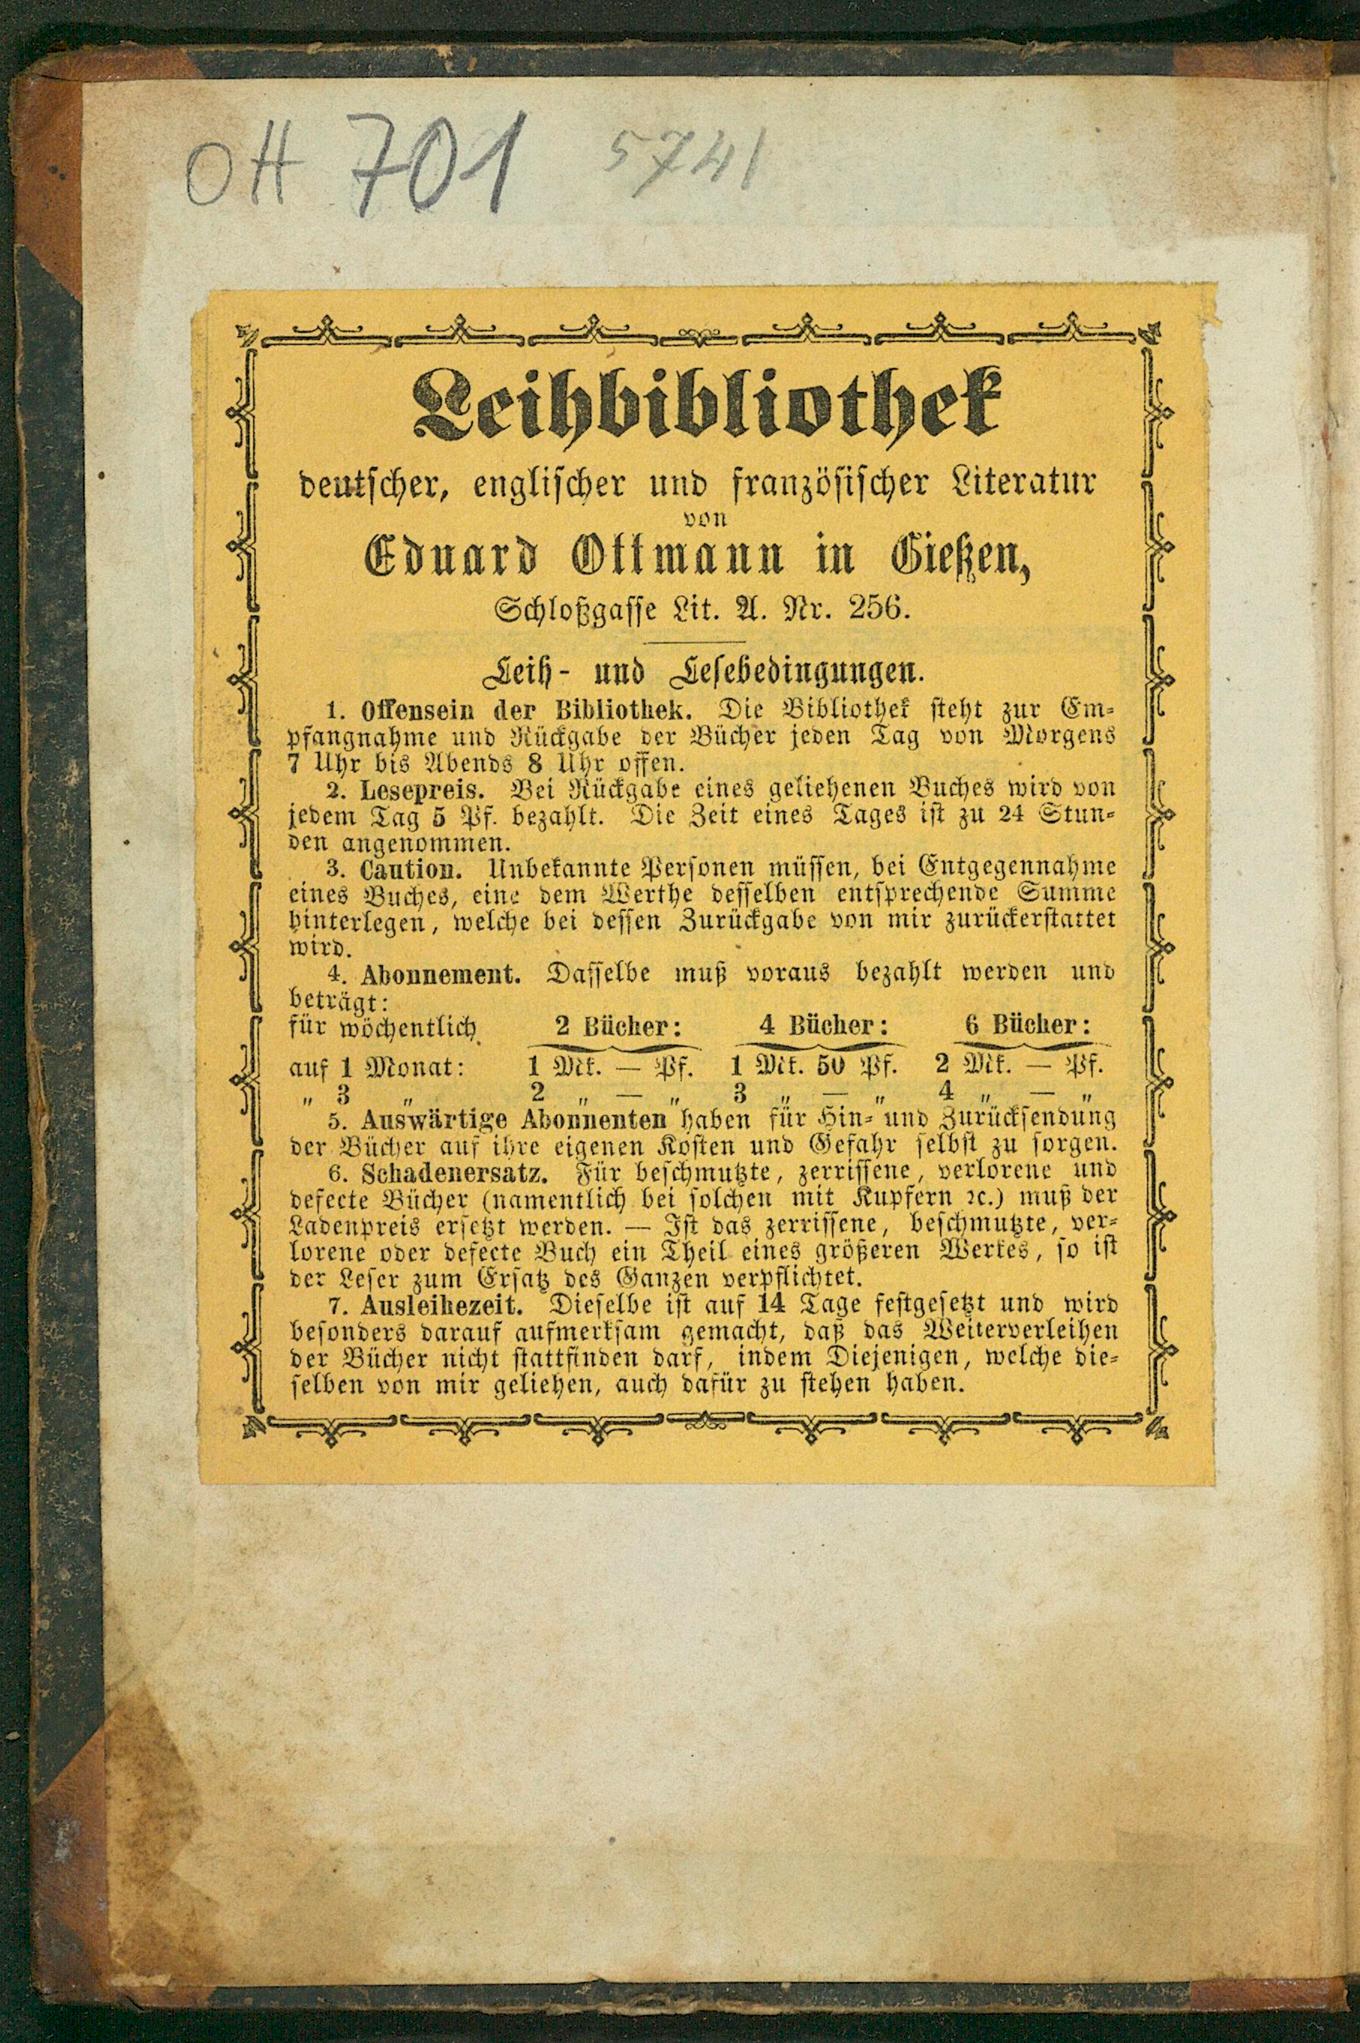 OH 701 5741
Leihbibliothek
deutscher, englischer und französischer Literatur
von
Eduard Ottmann in Gießen,
Schloßgasse Lit. A. Nr. 256.
Leih- und Lesebedingungen.
1. Offensein der Bibliothek. Die Bibliothek steht zur Em-
pfangnahme und Rückgabe der Bücher jeden Tag von Morgens
7 Uhr bis Abends 8 Uhr offen.
2. Lesepreis. Bei Rückgabe eines geliehenen Buches wird von
jedem Tag 5 Pf. bezahlt. Die Zeit eines Tages ist zu 24 Stun-
den angenommen.
3. Caution. Unbekannte Personen müssen, bei Entgegennahme
eines Buches, eine dem Werthe desselben entsprechende Summe
hinterlegen, welche bei dessen Zurückgabe von mir zurückerstattet
wird.
4. Abonnement. Dasselbe muß voraus bezahlt werden und
beträgt:
für wöchentlich 2 Bücher: 4 Bücher: 6 Bücher:
auf 1 Monat: 1 Mk. — Pf. 1 Mk. 50 Pf. 2 Mk. — Pf.
„ 3 „ 2 „ — „ 3 „ — „ 4 „ — „
5. Auswärtige Abonnenten haben für Hin- und Zurücksendung
der Bücher auf ihre eigenen Kosten und Gefahr selbst zu sorgen.
6. Schadenersatz. Für beschmutzte, zerrissene, verlorene und
defecte Bücher (namentlich bei solchen mit Kupfern ꝛc.) muß der
Ladenpreis ersetzt werden. — Ist das zerrissene, beschmutzte, ver-
lorene oder defecte Buch ein Theil eines größeren Werkes, so ist
der Leser zum Ersatz des Ganzen verpflichtet.
7. Ausleihezeit. Dieselbe ist auf 14 Tage festgesetzt und wird
besonders darauf aufmerksam gemacht, daß das Weiterverleihen
der Bücher nicht stattfinden darf, indem Diejenigen, welche die-
selben von mir geliehen, auch dafür zu stehen haben.